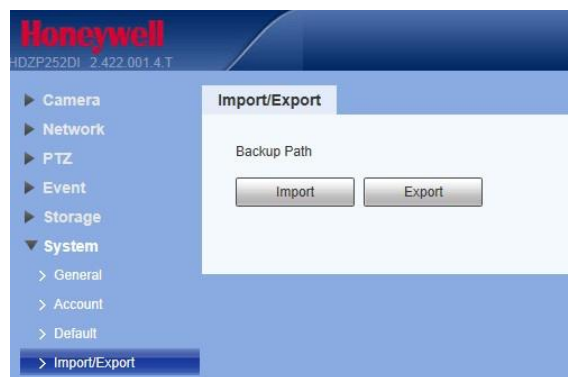 Honeywell
HDZP252DI 2.422.001.4.T
Camera
Network
PTZ
Event
Storage
System
General
Account
Default
Import/Export
Import/Export
Backup Path
Import Export